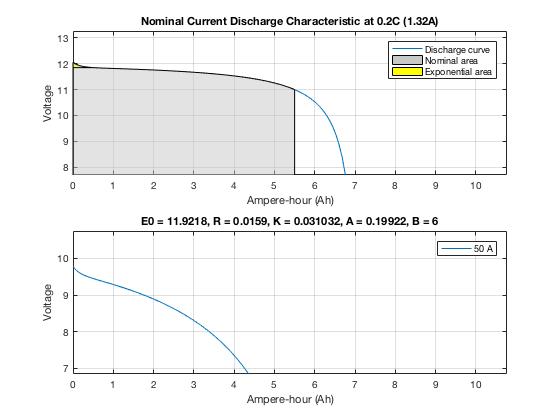 Nominal Current Discharge Characteristic at 0.2C (1.32A)
13
12
11
10
9
8
Voltage
Discharge curve
Nominal area
Exponential area
0 1 2 3 4 5 6 7 8 9 10
Ampere-hour (Ah)
E0 = 11.9218, R = 0.0159, K = 0.031032, A = 0.19922, B = 6
10
9
8
7
Voltage
50 A
0 1 2 3 4 5 6 7 8 9 10
Ampere-hour (Ah)